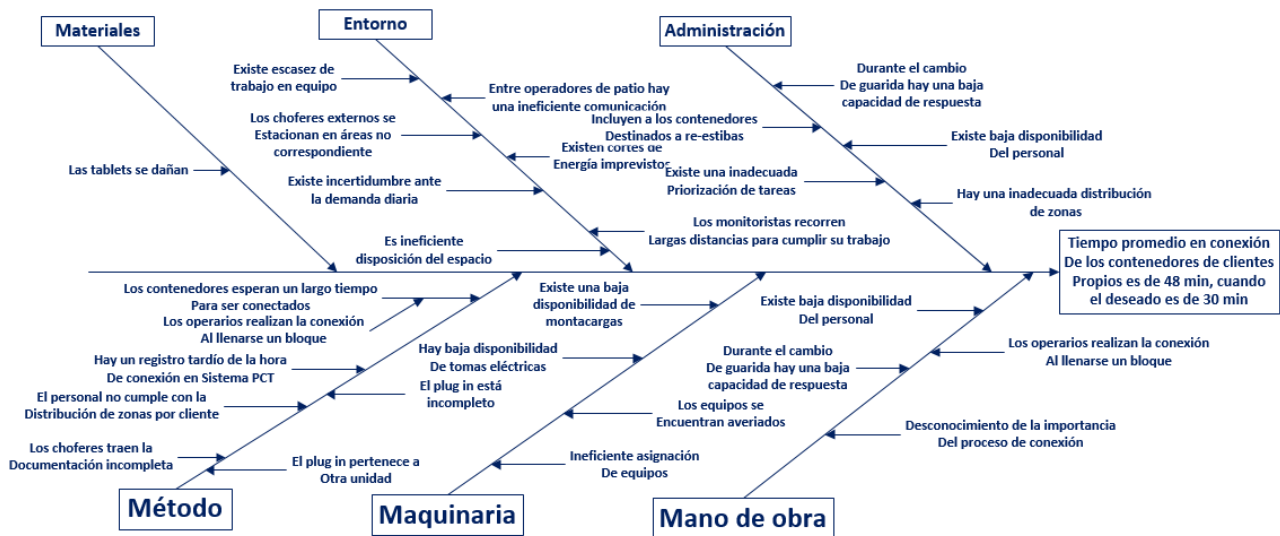 Materiales
Entorno
Administración
Existe escasez de
trabajo en equipo
Entre operadores de patio hay
una ineficiente comunicación
Los choferes externos se
Estacionan en áreas no
correspondiente
Existen cortes de
Energía imprevistos
Las tablets se dañan
Existe incertidumbre ante
la demanda diaria
Los monitoristas recorren
Largas distancias para cumplir su trabajo
Es ineficiente
disposición del espacio
Durante el cambio
De guarida hay una baja
capacidad de respuesta
Incluyen a los contenedores
Destinados a re-estibas
Existe baja disponibilidad
Del personal
Existe una inadecuada
Priorización de tareas
Hay una inadecuada distribución
de zonas
Tiempo promedio en conexión
De los contenedores de clientes
Propios es de 48 min, cuando
el deseado es de 30 min
Los contenedores esperan un largo tiempo
Para ser conectados
Los operarios realizan la conexión
Al llenarse un bloque
Hay un registro tardío de la hora
De conexión en Sistema PCT
El plug in está
incompleto
El personal no cumple con la
Distribución de zonas por cliente
Los choferes traen la
Documentación incompleta
El plug in pertenece a
Otra unidad
Método
Existe una baja
disponibilidad de
montacargas
Hay baja disponibilidad
De tomas eléctricas
Los equipos se
Encuentran averiados
Ineficiente asignación
De equipos
Maquinaria
Existe baja disponibilidad
Del personal
Los operarios realizan la conexión
Al llenarse un bloque
Durante el cambio
De guarida hay una baja
capacidad de respuesta
Desconocimiento de la importancia
Del proceso de conexión
Mano de obra